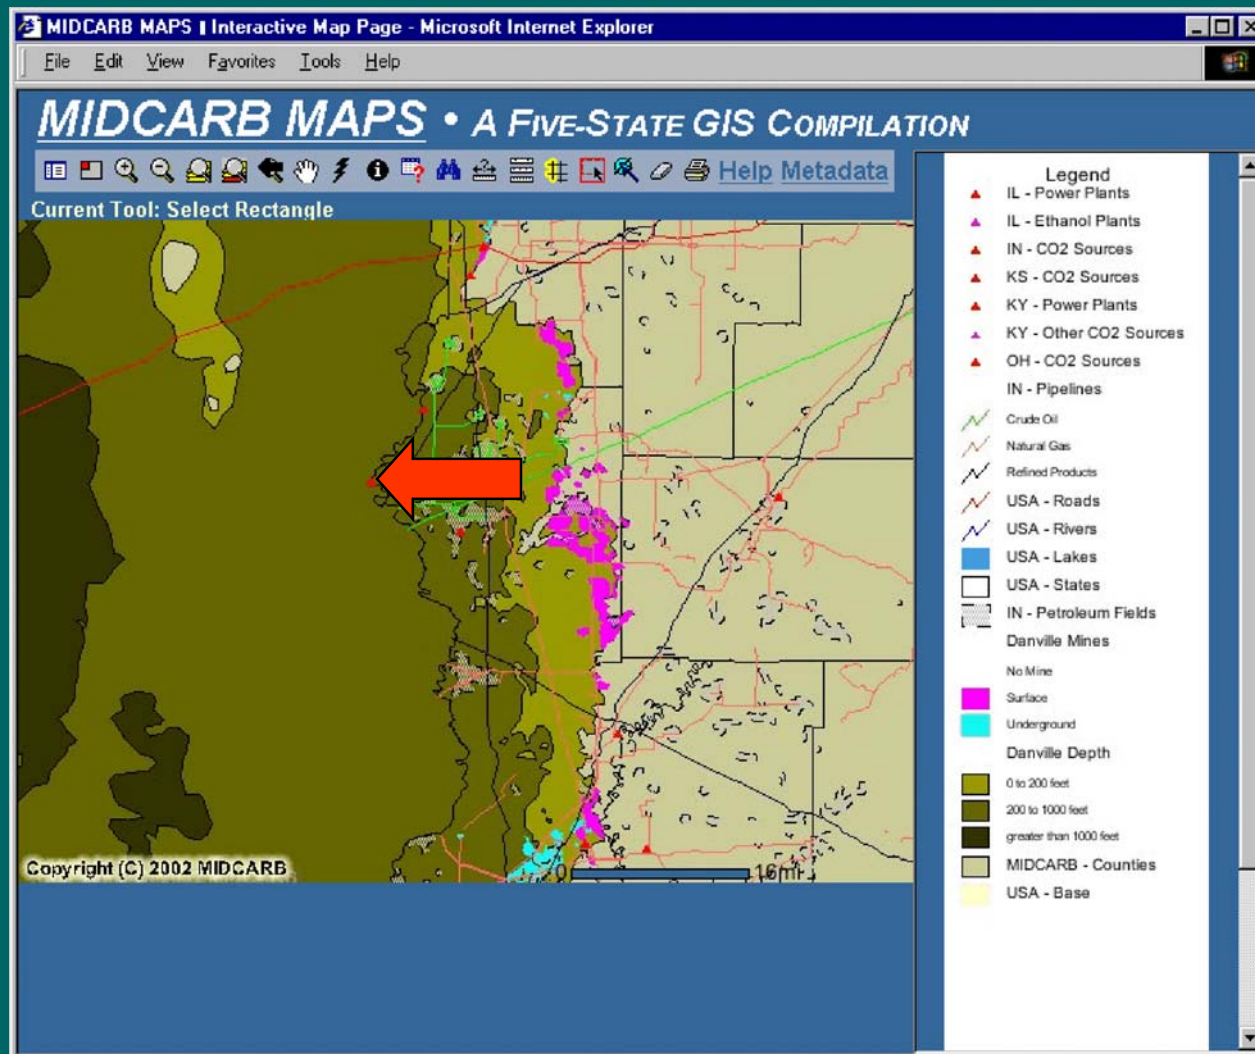 MIDCARB MAPS | Interactive Map Page - Microsoft Internet Explorer
File Edit View Favorites Tools Help
MIDCARB MAPS • A FIVE-STATE GIS COMPILATION
Help Metadata
Current Tool: Select Rectangle
Copyright (C) 2002 MIDCARB
0 16mi
Legend
IL - Power Plants
IL - Ethanol Plants
IN - CO2 Sources
KS - CO2 Sources
KY - Power Plants
KY - Other CO2 Sources
OH - CO2 Sources
IN - Pipelines
Crude Oil
Natural Gas
Refined Products
USA - Roads
USA - Rivers
USA - Lakes
USA - States
IN - Petroleum Fields
Danville Mines
No Mine
Surface
Underground
Danville Depth
0 to 200 feet
200 to 1000 feet
greater than 1000 feet
MIDCARB - Counties
USA - Base